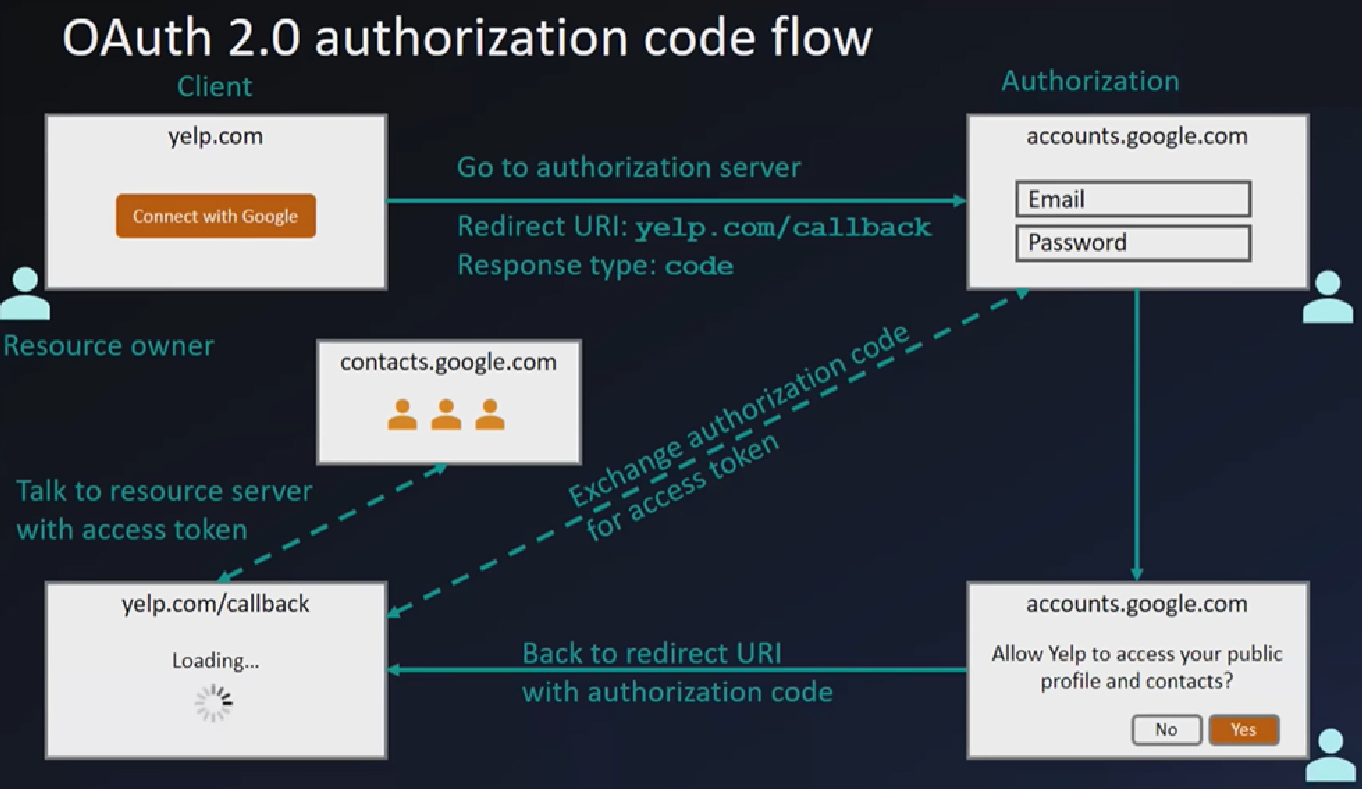 OAuth 2.0 authorization code flow
Client
Authorization
yelp.com
Connect with Google
Go to authorization server
Redirect URI: yelp.com/callback
Response type: code
accounts.google.com
Email
Password
Resource owner
contacts.google.com
Exchange authorization code
for access token
Talk to resource server
with access token
yelp.com/callback
Loading...
Back to redirect URI
with authorization code
accounts.google.com
Allow Yelp to access your public
profile and contacts?
No
Yes